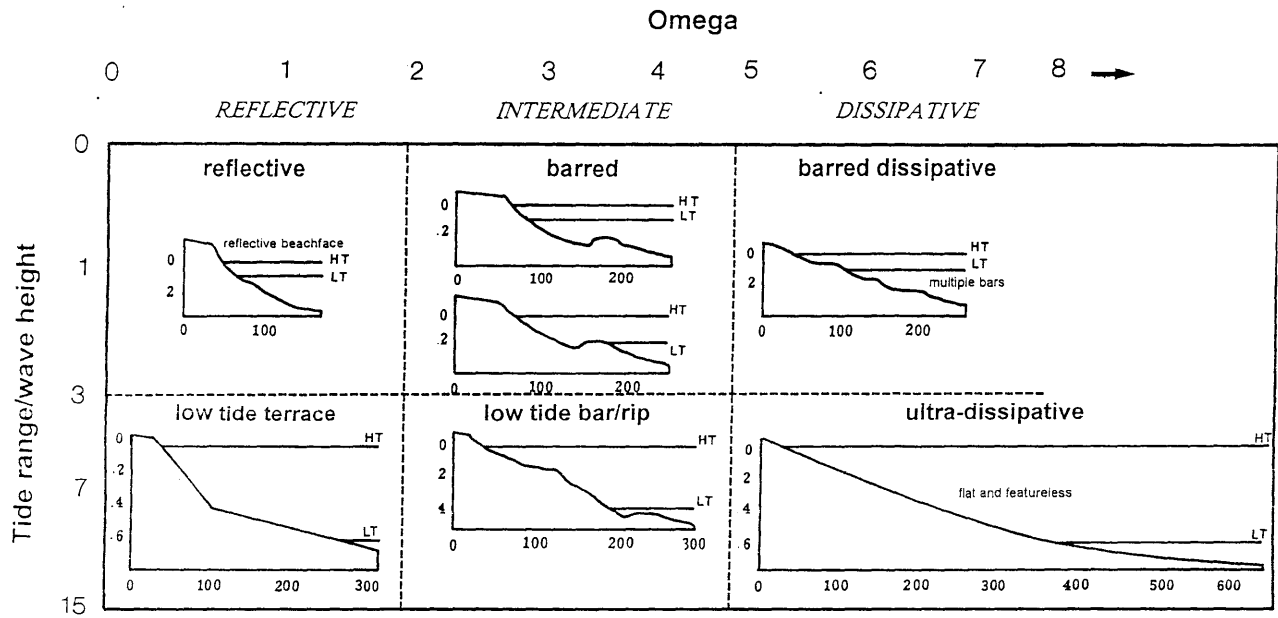 Omega
0 1 2 3 4 5 6 7 8
REFLECTIVE INTERMEDIATE DISSIPATIVE
Tide range/wave height
0
1
3
7
15
reflective
reflective beachface
HT
LT
0
2
0 100
barred
HT
LT
0
.2
0 100 200
HT
LT
0
.2
0 100 200
barred dissipative
HT
LT
multiple bars
0
2
0 100 200
low tide terrace
HT
LT
0
.2
.4
.6
0 100 200 300
low tide bar/rip
HT
LT
0
2
4
0 100 200 300
ultra-dissipative
HT
flat and featureless
LT
0
2
4
.6
0 100 200 300 400 500 600